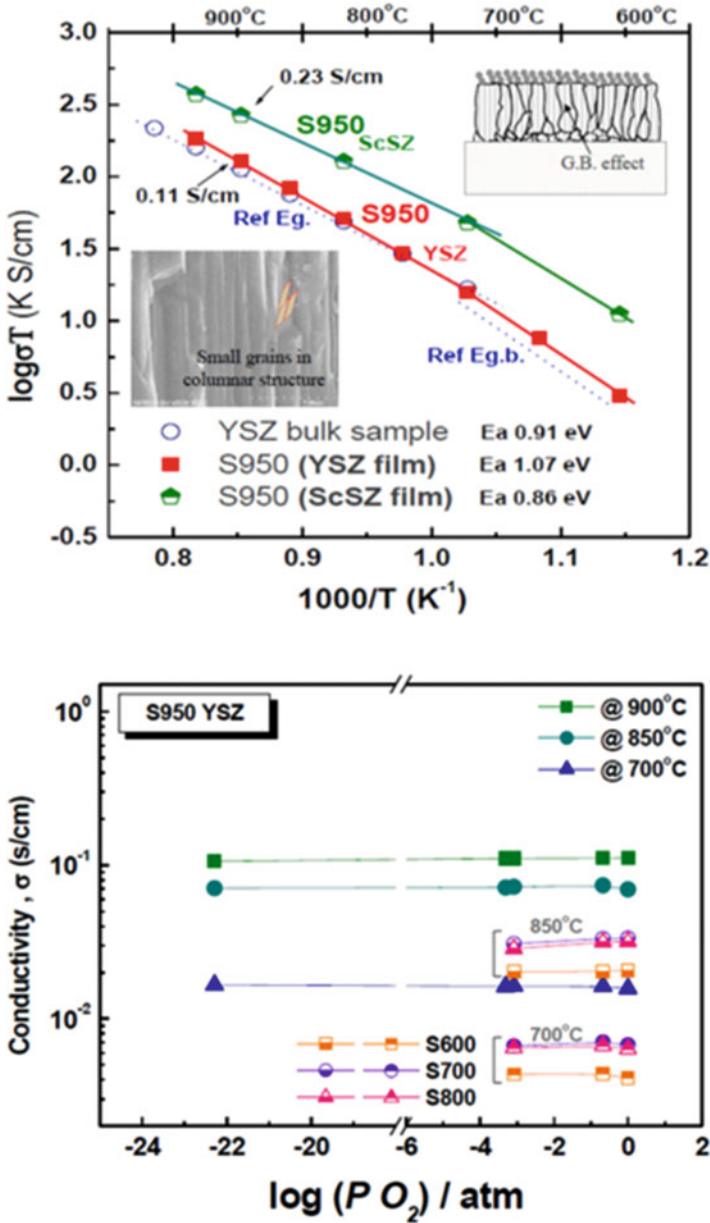 900°C 800°C 700°C 600°C
3.0
2.5
2.0
1.5
1.0
0.5
0.0
-0.5
logσT (K S/cm)
0.23 S/cm
S950
ScSZ
G.B. effect
0.11 S/cm
Ref Eg.
S950
YSZ
Small grains in
columnar structure
Ref Eg.b.
YSZ bulk sample Ea 0.91 eV
S950 (YSZ film) Ea 1.07 eV
S950 (ScSZ film) Ea 0.86 eV
0.8 0.9 1.0 1.1 1.2
1000/T (K⁻¹)
S950 YSZ
@ 900°C
@ 850°C
@ 700°C
10⁰
10⁻¹
10⁻²
Conductivity , σ (s/cm)
850°C
700°C
S600
S700
S800
-24 -22 -20 -6 -4 -2 0 2
log (P O₂) / atm